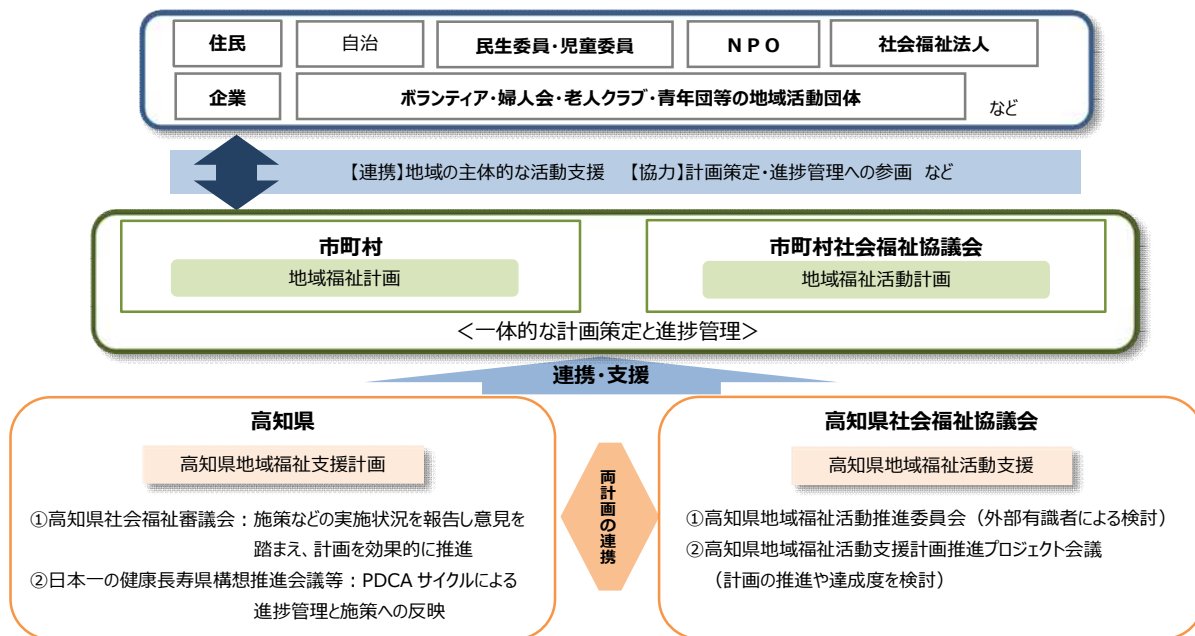 住民
自治
民生委員・児童委員
NPO
社会福祉法人
企業
ボランティア・婦人会・老人クラブ・青年団等の地域活動団体
など
【連携】地域の主体的な活動支援 【協力】計画策定・進捗管理への参画 など
市町村
地域福祉計画
市町村社会福祉協議会
地域福祉活動計画
＜一体的な計画策定と進捗管理＞
連携・支援
高知県
高知県地域福祉支援計画
①高知県社会福祉審議会：施策などの実施状況を報告し意見を
踏まえ、計画を効果的に推進
②日本一の健康長寿県構想推進会議等：PDCAサイクルによる
進捗管理と施策への反映
両計画の連携
高知県社会福祉協議会
高知県地域福祉活動支援
①高知県地域福祉活動推進委員会（外部有識者による検討）
②高知県地域福祉活動支援計画推進プロジェクト会議
（計画の推進や達成度を検討）